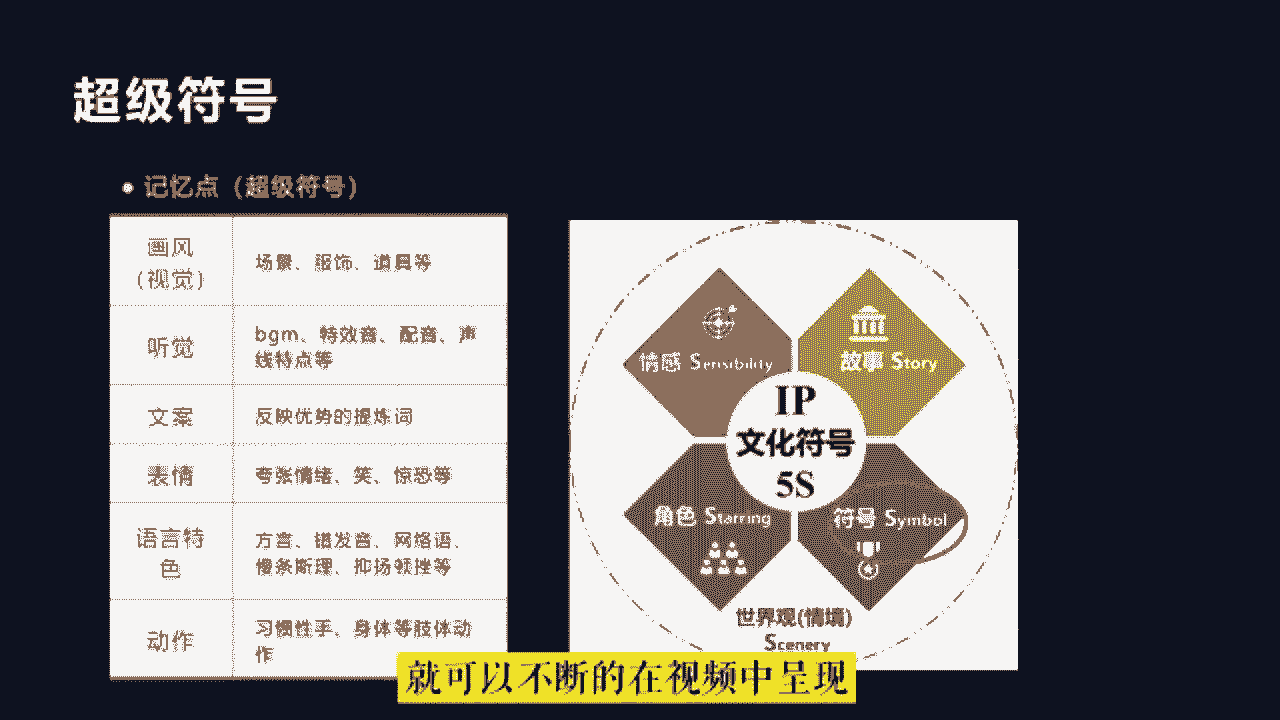 超级符号
记忆点（超级符号）
画风
（视觉）
场景、服饰、道具等
听觉
bgm、特效音、配音、声
线特点等
文案
反映优势的提炼词
表情
夸张情绪、笑、惊恐等
语言特
色
方言、错发音、网络语、
慢条斯理、抑扬顿挫等
动作
习惯性手、身体等肢体动
作
情感 Sensibility
故事 Story
IP
文化符号
5S
角色 Starring
符号 Symbol
世界观(情境)
Scenery
就可以不断的在视频中呈现